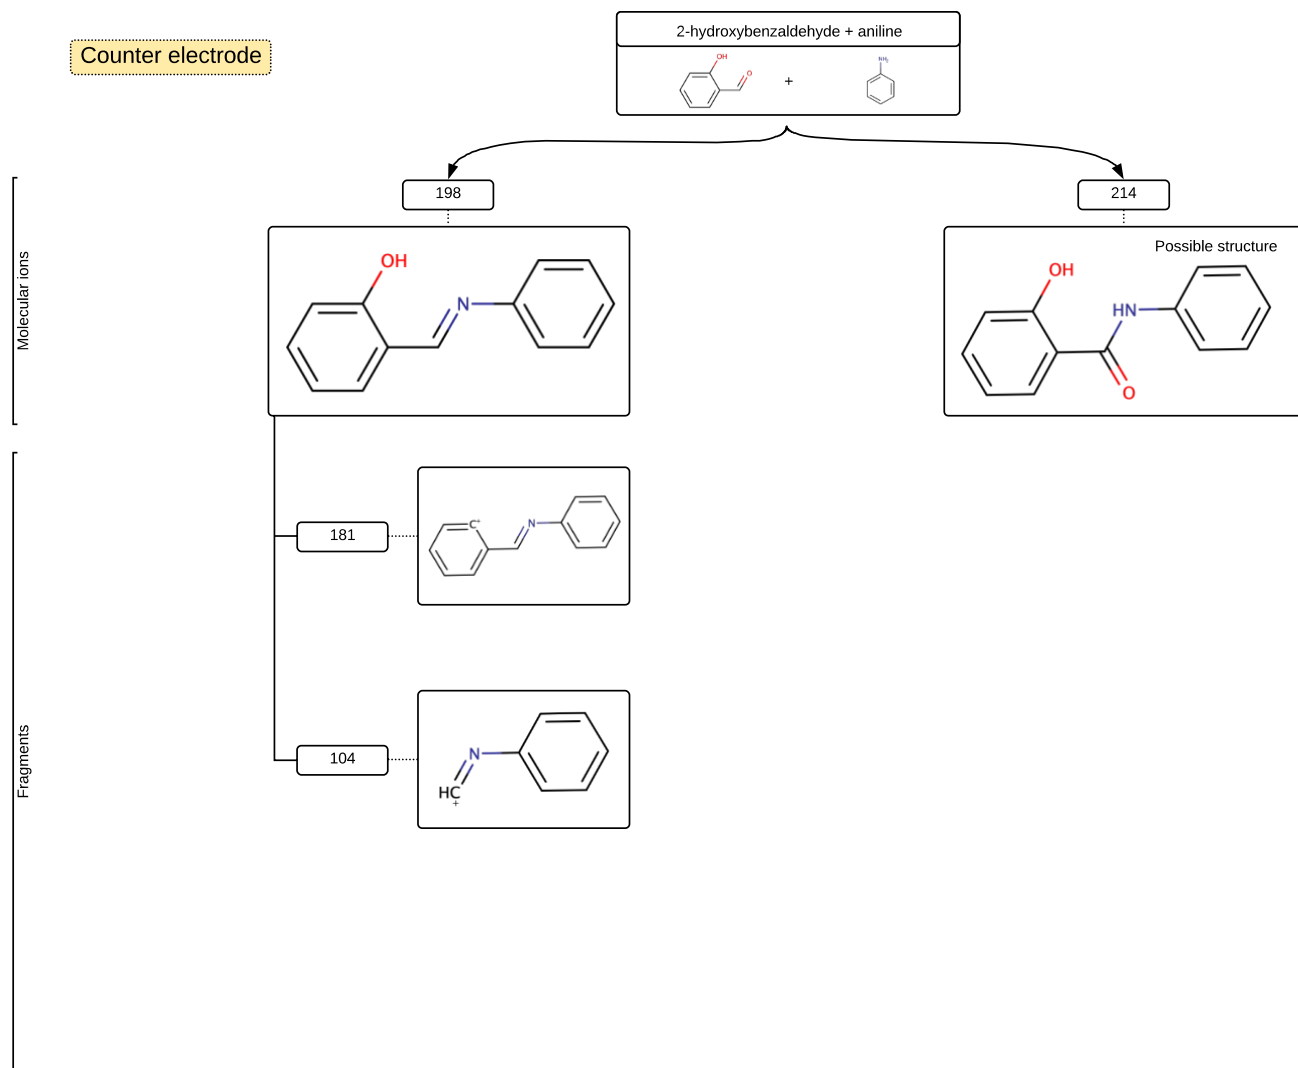 Counter electrode
2-hydroxybenzaldehyde + aniline
OH
O
+
NH₂
198
214
Molecular ions
OH
N
Possible structure
OH
HN
O
181
C⁺
N
Fragments
104
N
HC
+